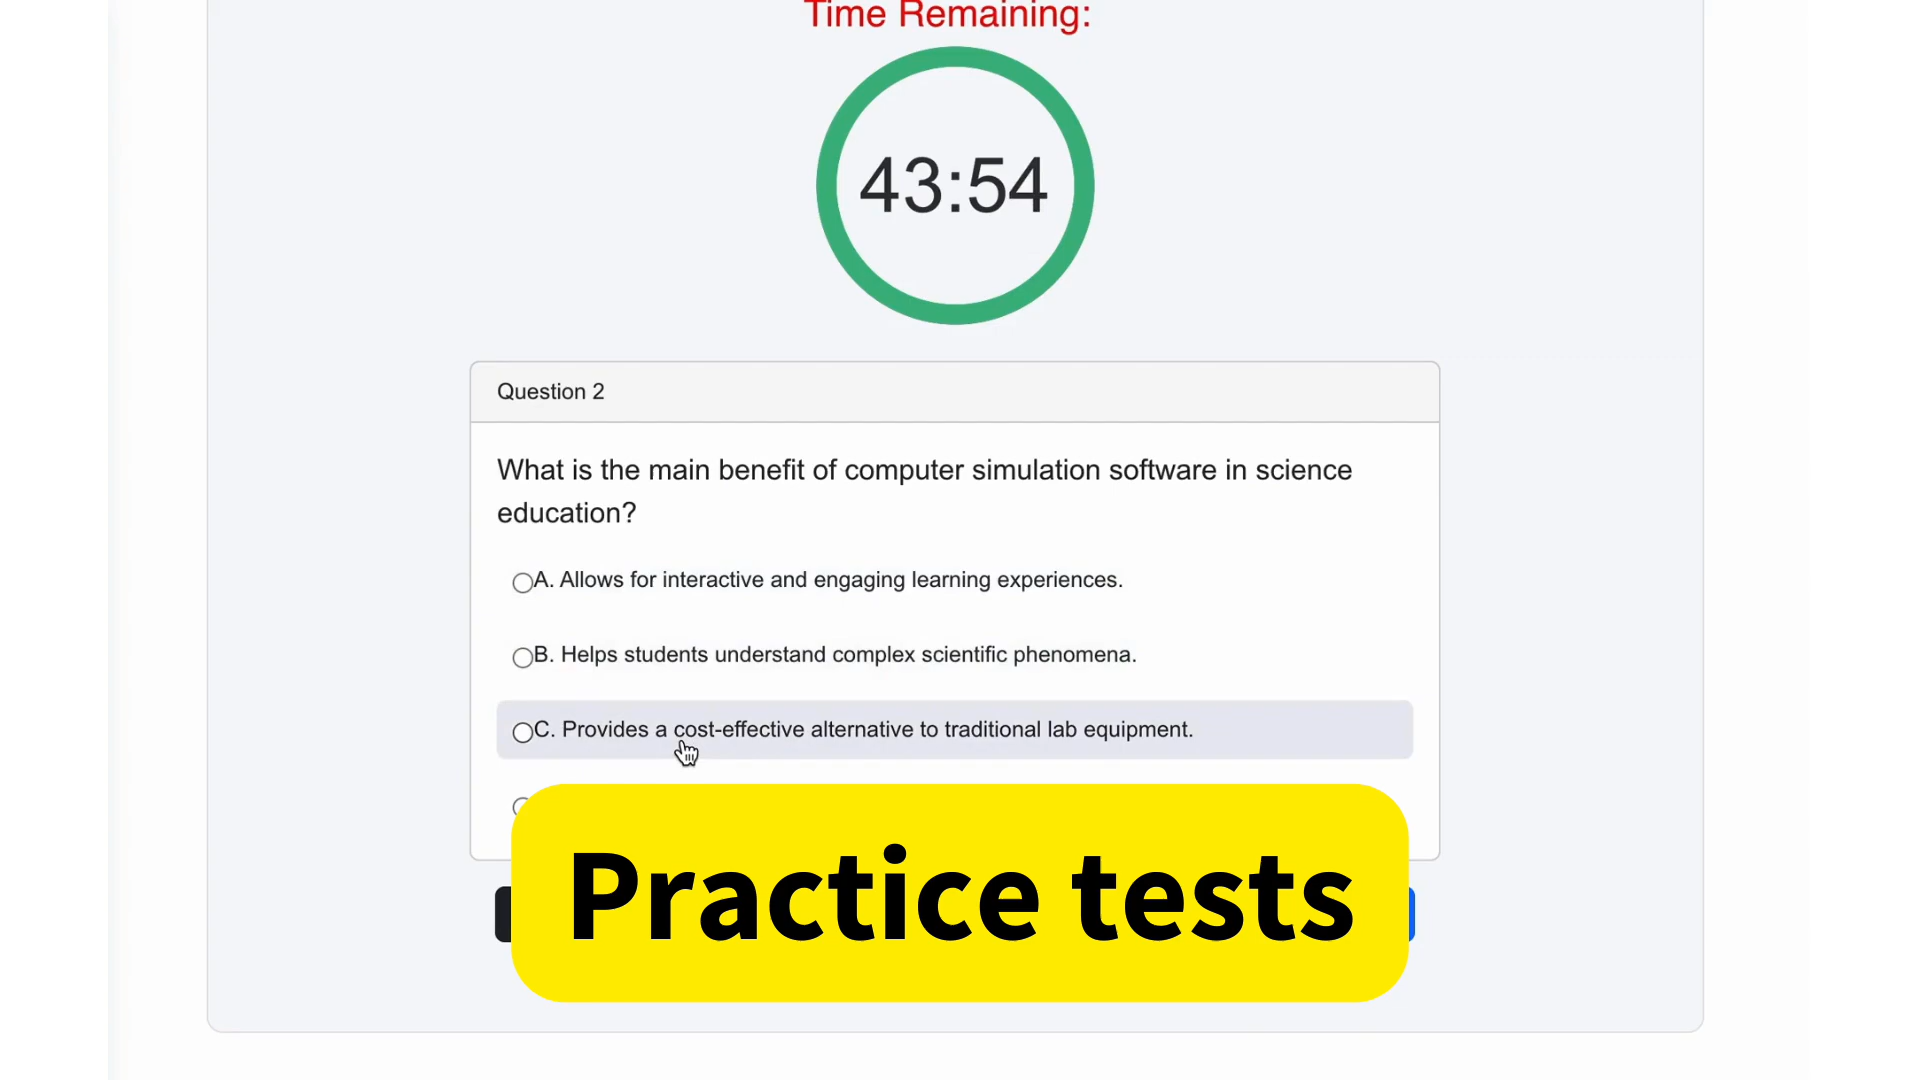 Time Remaining:
43:54
Question 2
What is the main benefit of computer simulation software in science
education?
A. Allows for interactive and engaging learning experiences.
B. Helps students understand complex scientific phenomena.
C. Provides a cost-effective alternative to traditional lab equipment.
Practice tests